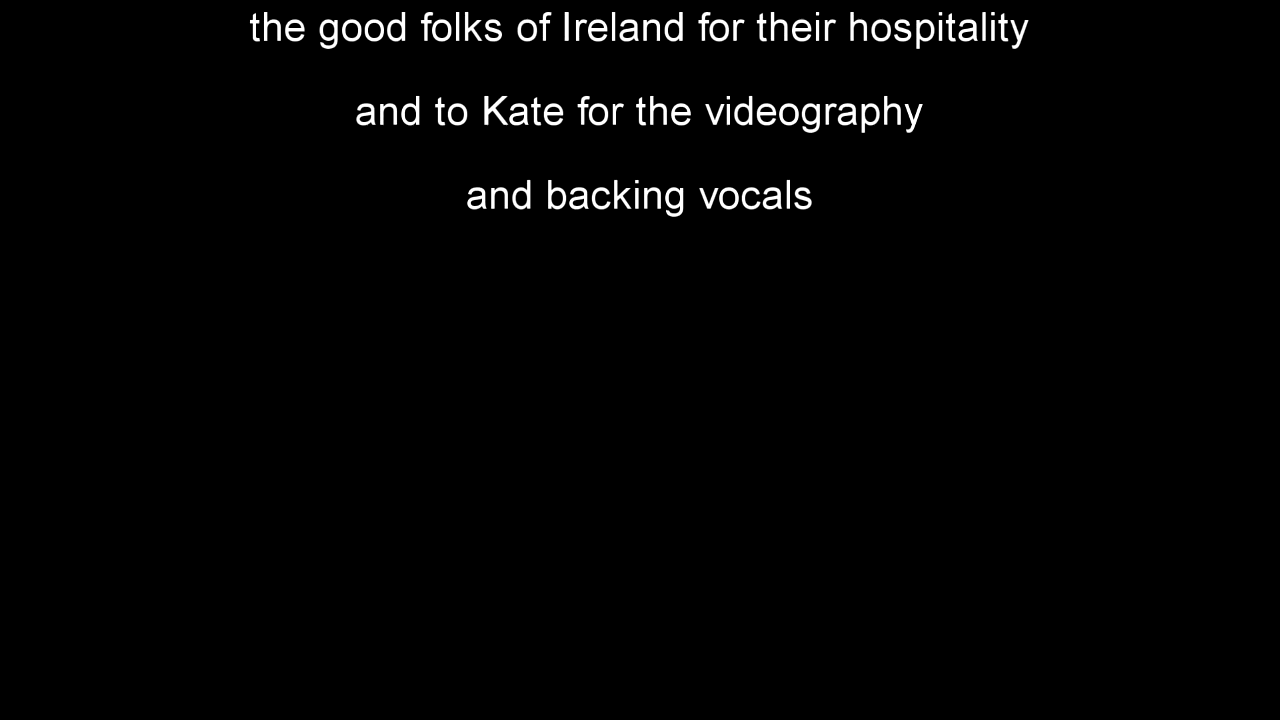 the good folks of Ireland for their hospitality
and to Kate for the videography
and backing vocals